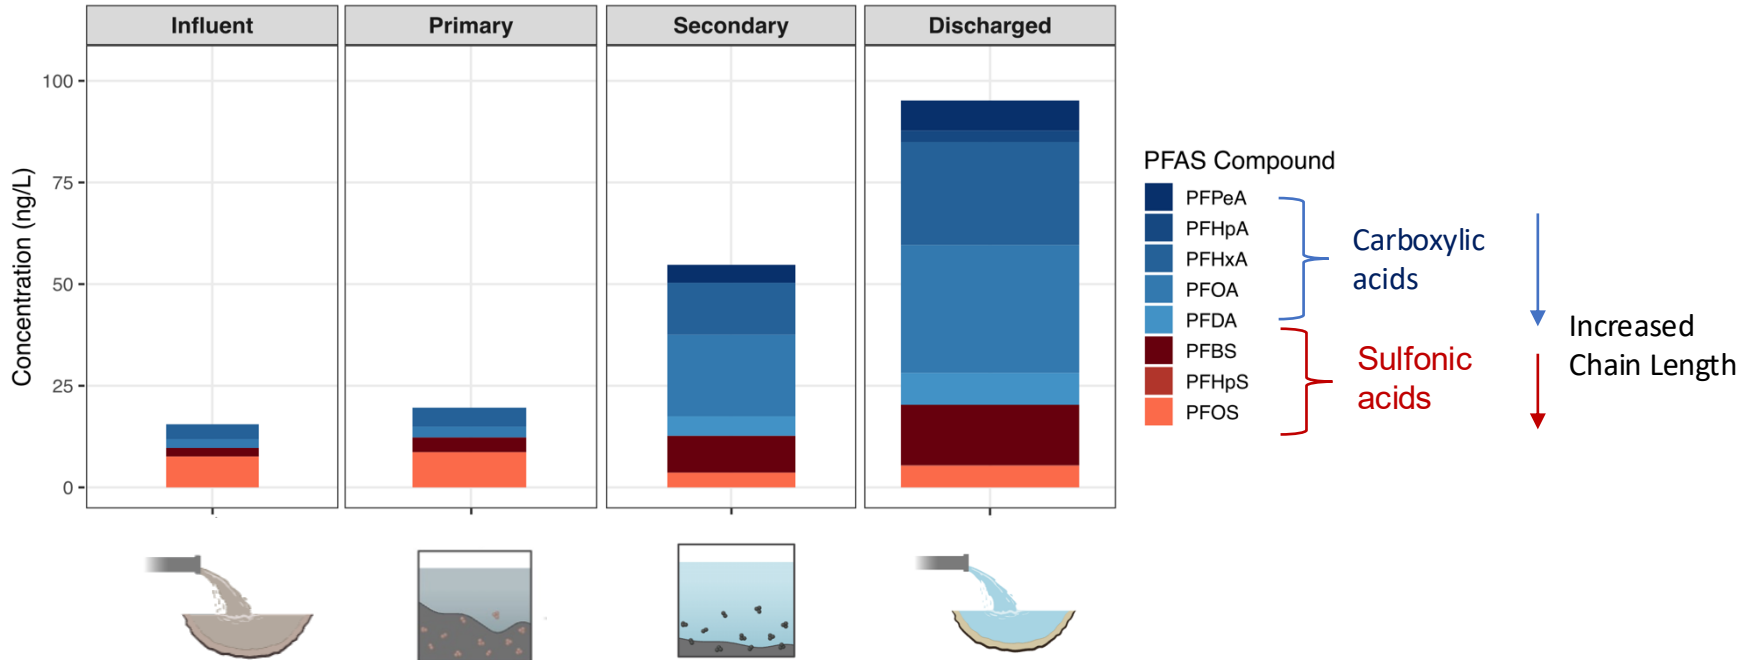 Influent
Primary
Secondary
Discharged
Concentration (ng/L)
100
75
50
25
0
PFAS Compound
PFPeA
PFHpA
PFHxA
PFOA
PFDA
PFBS
PFHpS
PFOS
Carboxylic
acids
Sulfonic
acids
Increased
Chain Length